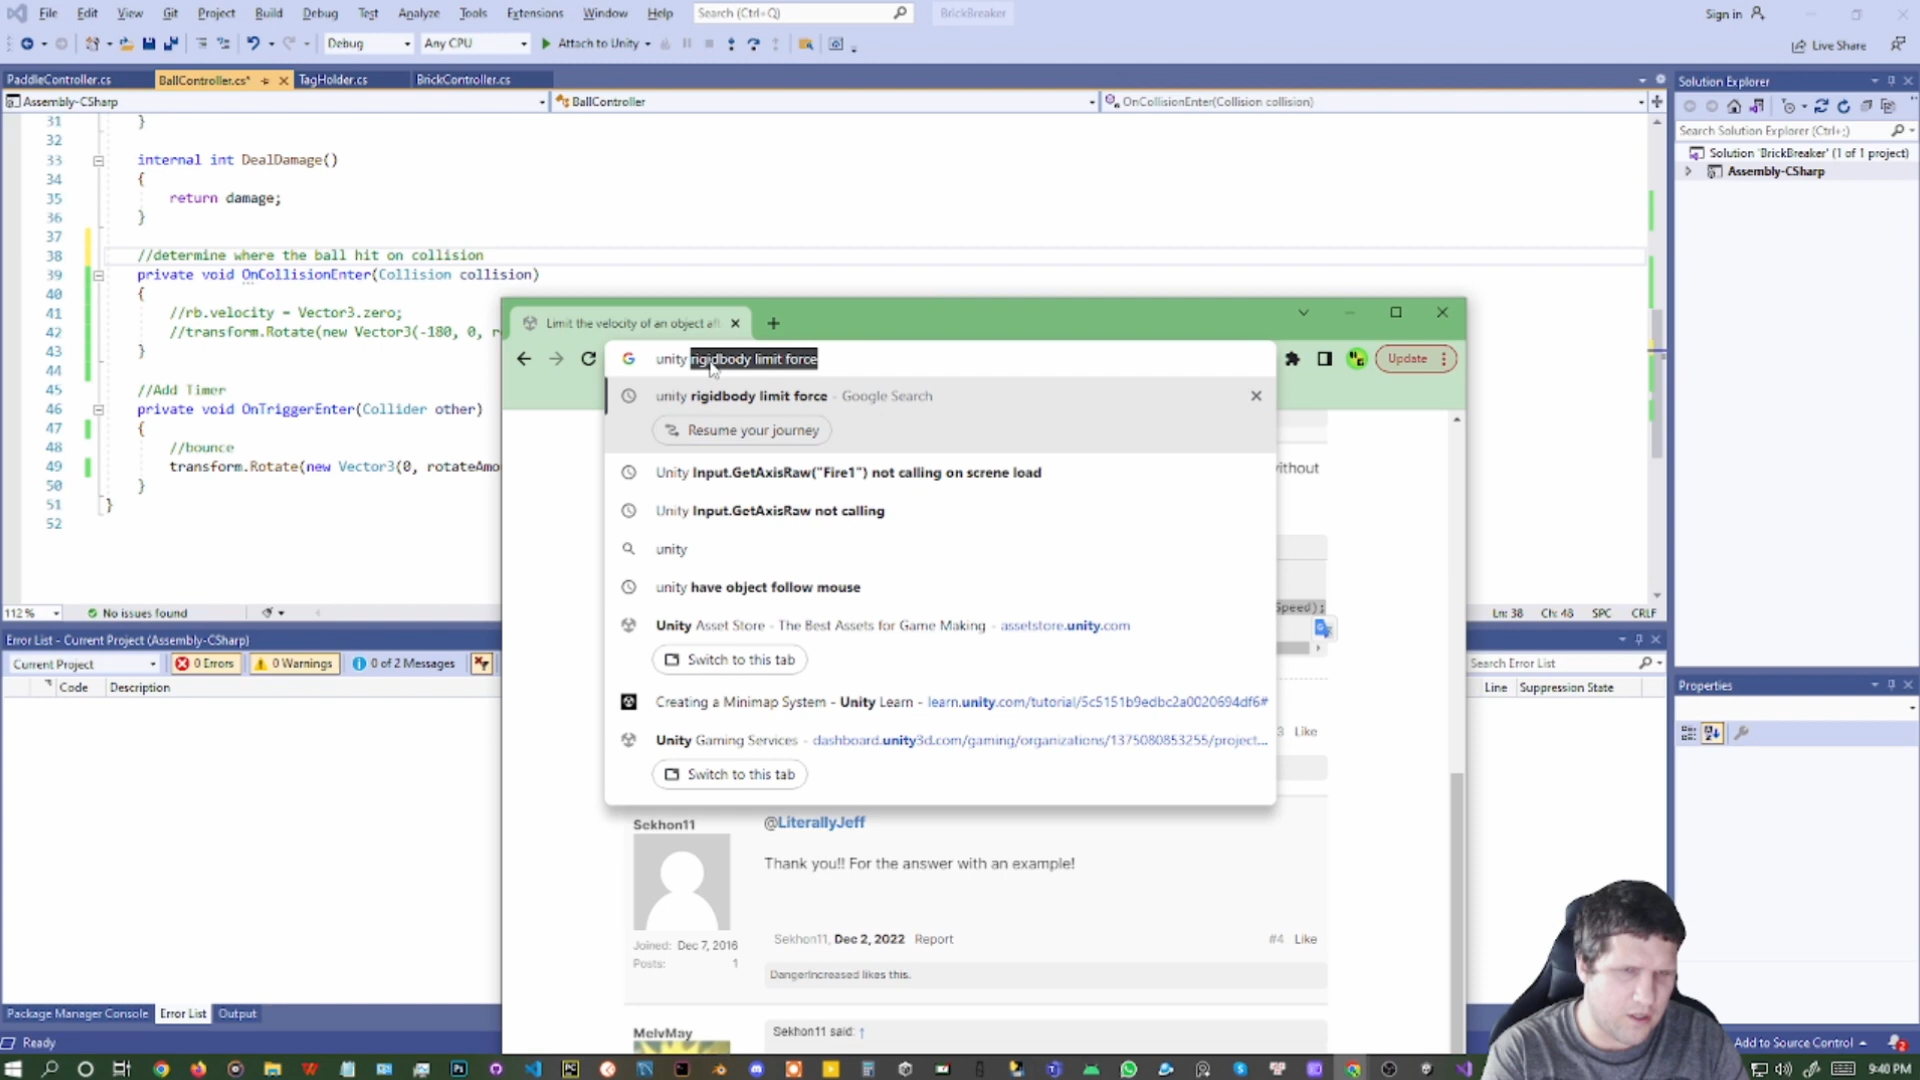 File Edit View Git Project Build Debug Test Analyze Tools Extensions Window Help Search (Ctrl+Q) BrickBreaker Sign in
Debug Any CPU Attach to Unity Live Share
PaddleController.cs BallController.cs* TagHolder.cs BrickController.cs
Assembly-CSharp BallController OnCollisionEnter(Collision collision)
31 }
32
33 internal int DealDamage()
34 {
35 return damage;
36 }
37
38 //determine where the ball hit on collision
39 private void OnCollisionEnter(Collision collision)
40 {
41 //rb.velocity = Vector3.zero;
42 //transform.Rotate(new Vector3(-180, 0, r
43 }
44
45 //Add Timer
46 private void OnTriggerEnter(Collider other)
47 {
48 //bounce
49 transform.Rotate(new Vector3(0, rotateAmo
50 }
51 }
52
112 % No issues found Ln: 38 Ch: 48 SPC CRLF
Error List - Current Project (Assembly-CSharp)
Current Project 0 Errors 0 Warnings 0 of 2 Messages Search Error List
Code Description Line Suppression State
Package Manager Console Error List Output
Ready Add to Source Control 2
Solution Explorer
Search Solution Explorer (Ctrl+;)
Solution 'BrickBreaker' (1 of 1 project)
Assembly-CSharp
Properties
Limit the velocity of an object aft
unity rigidbody limit force Update
unity rigidbody limit force - Google Search
Resume your journey
Unity Input.GetAxisRaw("Fire1") not calling on screne load
Unity Input.GetAxisRaw not calling
unity
unity have object follow mouse
Unity Asset Store - The Best Assets for Game Making - assetstore.unity.com
Switch to this tab
Creating a Minimap System - Unity Learn - learn.unity.com/tutorial/5c5151b9edbc2a0020694df6#
Unity Gaming Services - dashboard.unity3d.com/gaming/organizations/1375080853255/project...
Switch to this tab
ithout
Speed);
3 Like
Sekhon11
@LiterallyJeff
Thank you!! For the answer with an example!
Joined: Dec 7, 2016
Posts: 1
Sekhon11, Dec 2, 2022 Report #4 Like
DangerIncreased likes this.
MelvMay
Sekhon11 said: ↑
9:40 PM